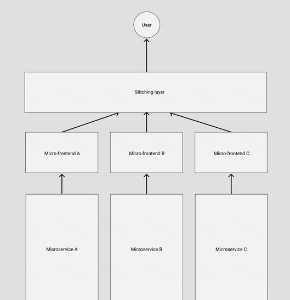 User
Stitching layer
Micro-frontend A
Micro-frontend B
Micro-frontend C
Microservice A
Microservice B
Microservice C